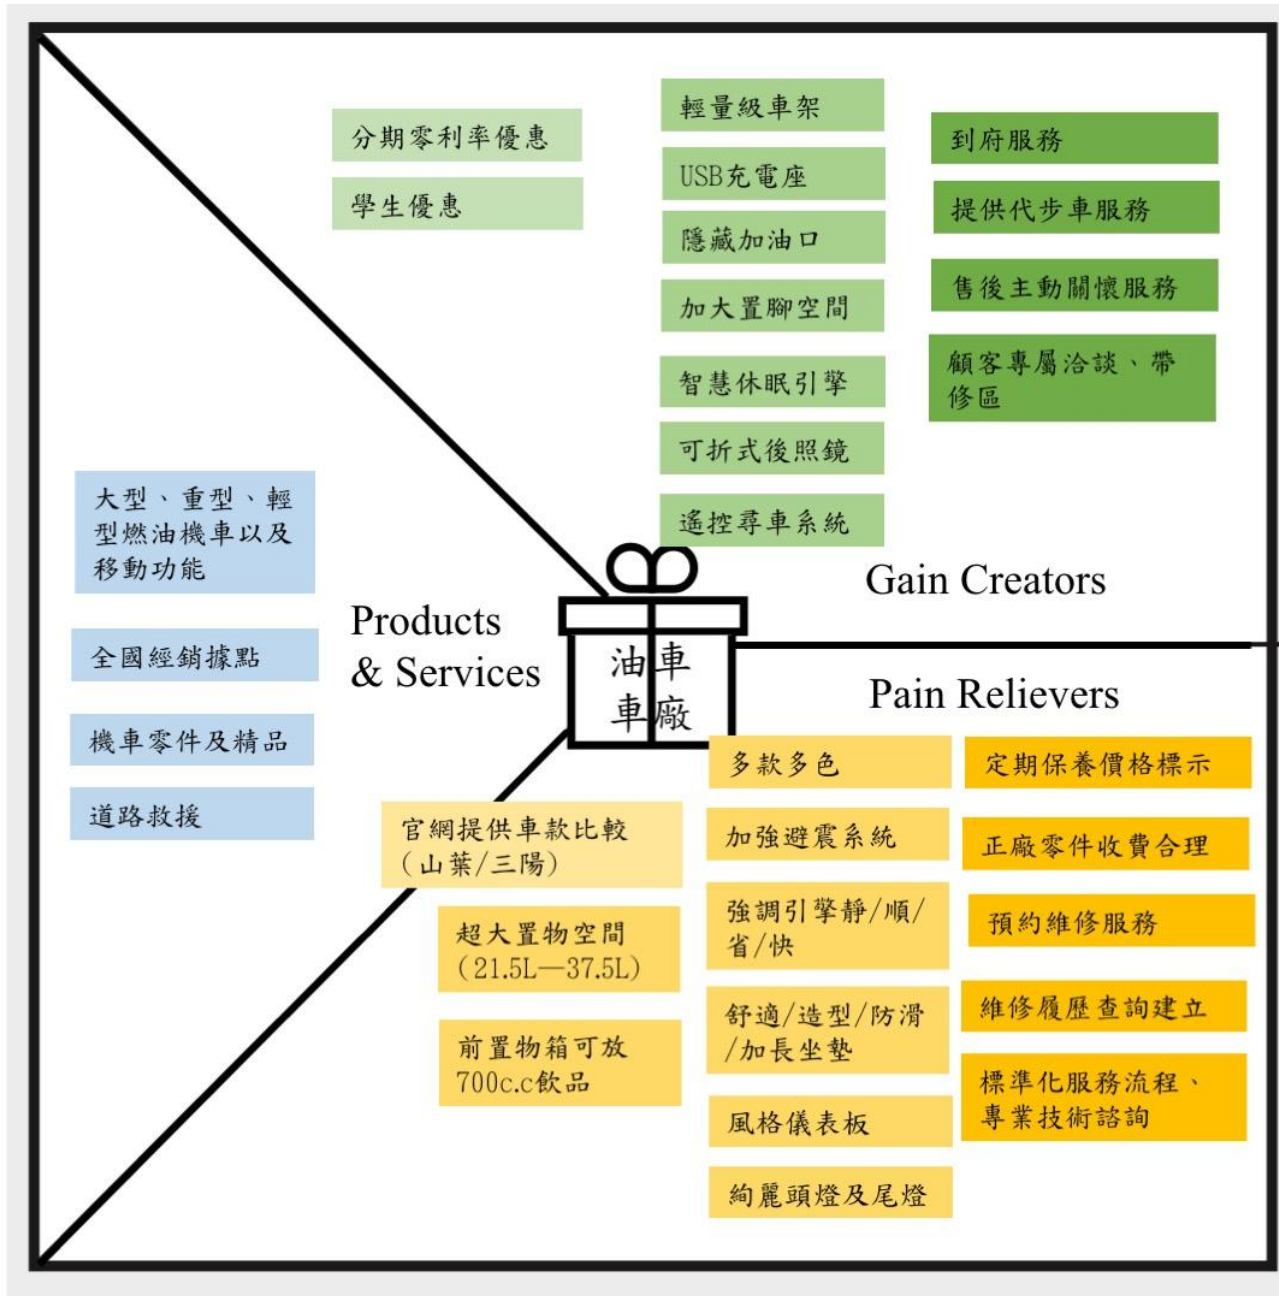 分期零利率優惠
學生優惠
輕量級車架
USB充電座
隱藏加油口
加大置腳空間
智慧休眠引擎
可折式後照鏡
遙控尋車系統
到府服務
提供代步車服務
售後主動關懷服務
顧客專屬洽談、帶
修區
Gain Creators
大型、重型、輕
型燃油機車以及
移動功能
全國經銷據點
機車零件及精品
道路救援
Products
& Services
油車
車廠
Pain Relievers
官網提供車款比較
(山葉/三陽)
超大置物空間
(21.5L—37.5L)
前置物箱可放
700c.c飲品
多款多色
加強避震系統
強調引擎靜/順/
省/快
舒適/造型/防滑
/加長坐墊
風格儀表板
絢麗頭燈及尾燈
定期保養價格標示
正廠零件收費合理
預約維修服務
維修履歷查詢建立
標準化服務流程、
專業技術諮詢